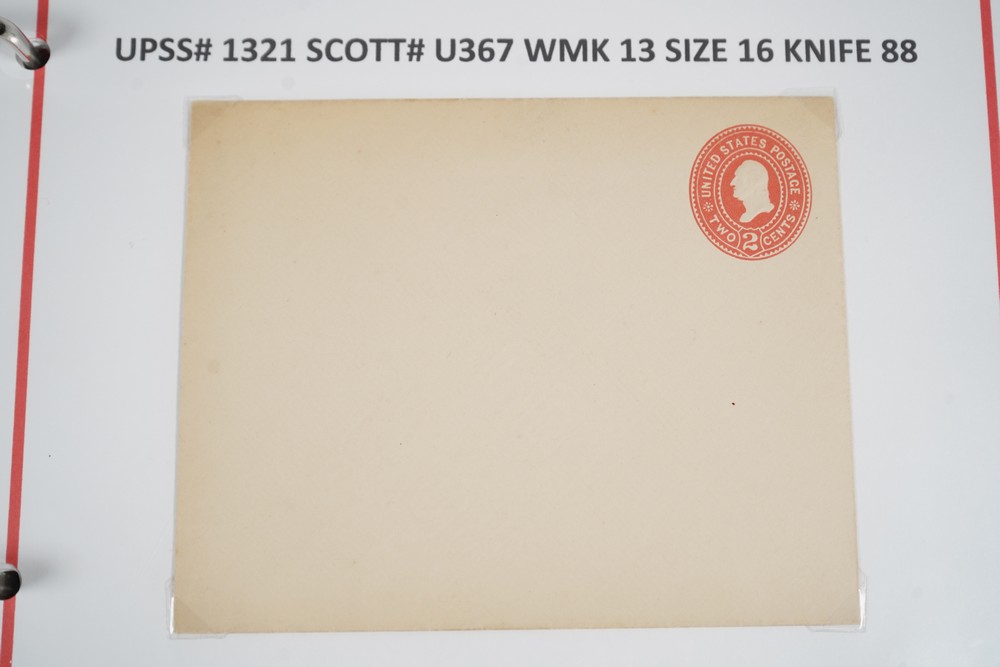 UPSS# 1321 SCOTT# U367 WMK 13 SIZE 16 KNIFE 88
UNITED STATES POSTAGE
TWO 2 CENTS